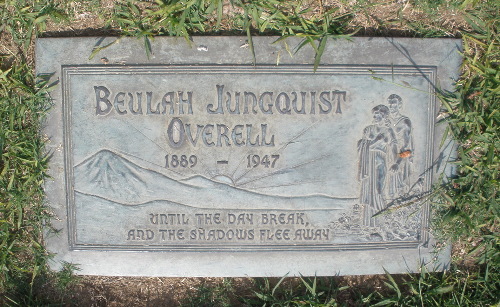 BEULAH JUNGQUIST
OVERELL
1889 – 1947
UNTIL THE DAY BREAK,
AND THE SHADOWS FLEE AWAY